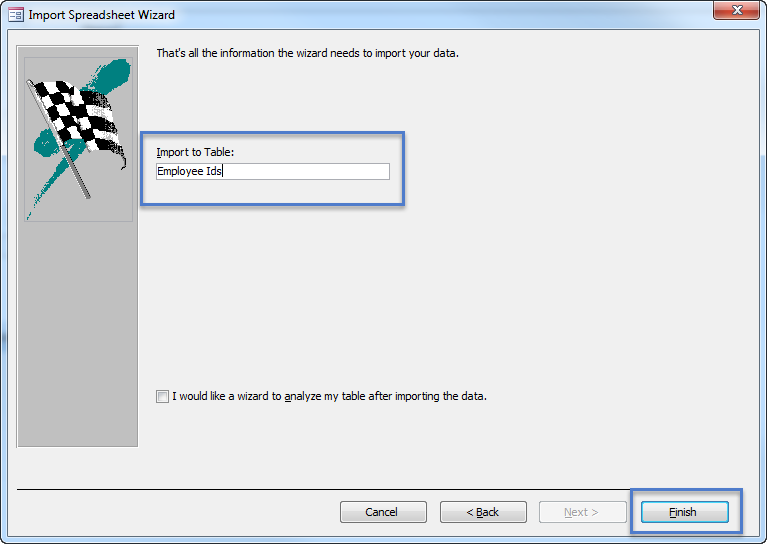 Import Spreadsheet Wizard
That's all the information the wizard needs to import your data.
Import to Table:
Employee Ids
I would like a wizard to analyze my table after importing the data.
Cancel
< Back
Next >
Finish